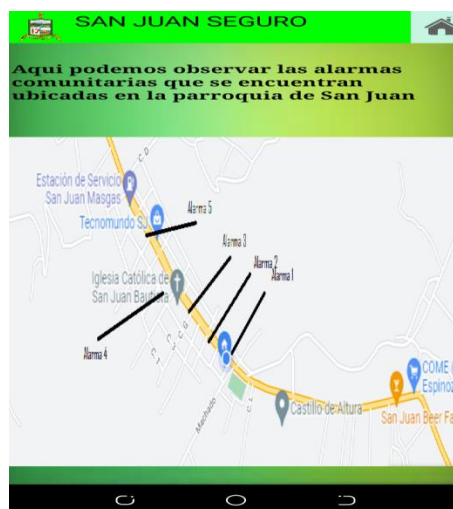 SAN JUAN SEGURO
Aqui podemos observar las alarmas
comunitarias que se encuentran
ubicadas en la parroquia de San Juan
C. D
Estación de Servicio
San Juan Masgas
Alarma 5
Tecnomundo SJ
Alarma 3
Alarma 2
Alarma 1
Iglesia Católica de
San Juan Bautista
C. G
Alarma 4
C. J
C. 1
COME
Espinoz
Machado
C. L
Castillo de Altura
San Juan Beer Fa